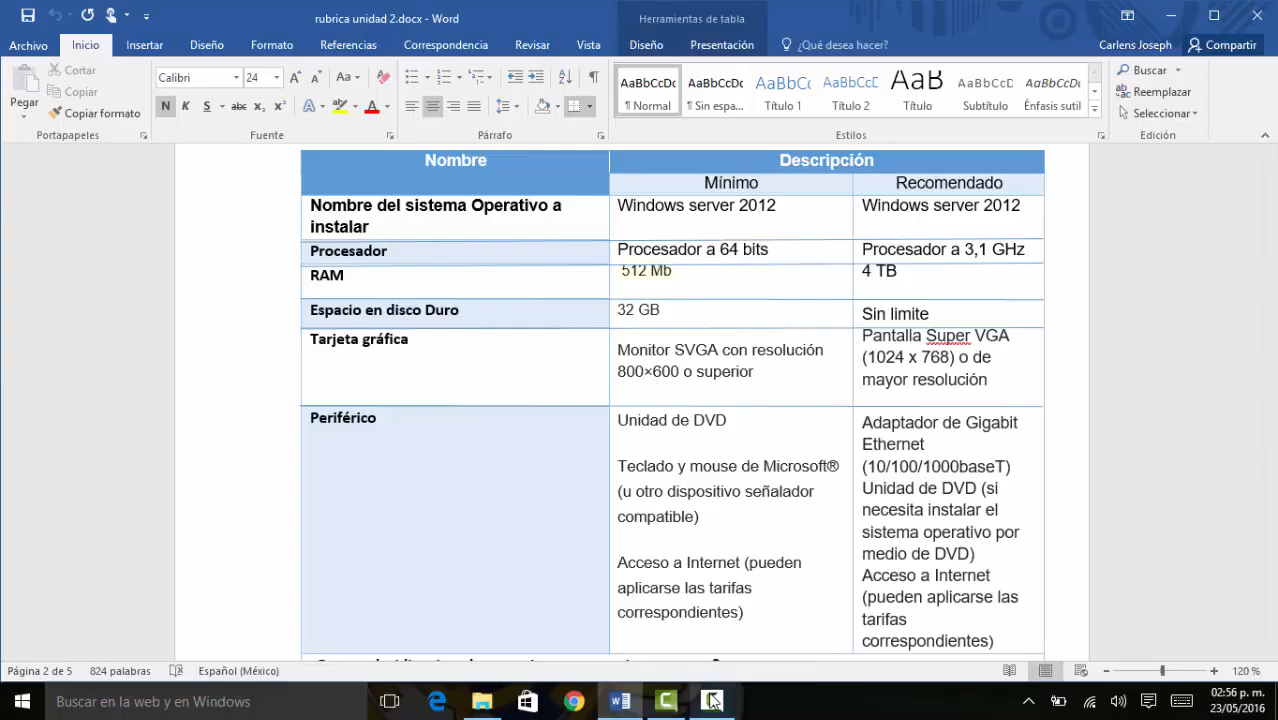 rubrica unidad 2.docx - Word
Herramientas de tabla
Archivo Inicio Insertar Diseño Formato Referencias Correspondencia Revisar Vista Diseño Presentación ¿Qué desea hacer? Carlens Joseph Compartir
Pegar
Cortar
Copiar
Copiar formato
Portapapeles
Calibri 24 Aa
N K S abc x₂ x² A A
Fuente
Párrafo
AaBbCcDc AaBbCcDc AaBbCcD AaBbCcD AaB AaBbCcD AaBbCcDc
¶ Normal ¶ Sin espa... Título 1 Título 2 Título Subtítulo Énfasis sutil
Estilos
Buscar
Reemplazar
Seleccionar
Edición
Nombre Descripción
Mínimo Recomendado
Nombre del sistema Operativo a
instalar
Windows server 2012
Windows server 2012
Procesador Procesador a 64 bits Procesador a 3,1 GHz
RAM 512 Mb 4 TB
Espacio en disco Duro 32 GB Sin limite
Tarjeta gráfica
Monitor SVGA con resolución
800×600 o superior
Pantalla Super VGA
(1024 x 768) o de
mayor resolución
Periférico
Unidad de DVD
Teclado y mouse de Microsoft®
(u otro dispositivo señalador
compatible)
Acceso a Internet (pueden
aplicarse las tarifas
correspondientes)
Adaptador de Gigabit
Ethernet
(10/100/1000baseT)
Unidad de DVD (si
necesita instalar el
sistema operativo por
medio de DVD)
Acceso a Internet
(pueden aplicarse las
tarifas
correspondientes)
Página 2 de 5 824 palabras Español (México) 120 %
Buscar en la web y en Windows
02:56 p. m.
23/05/2016